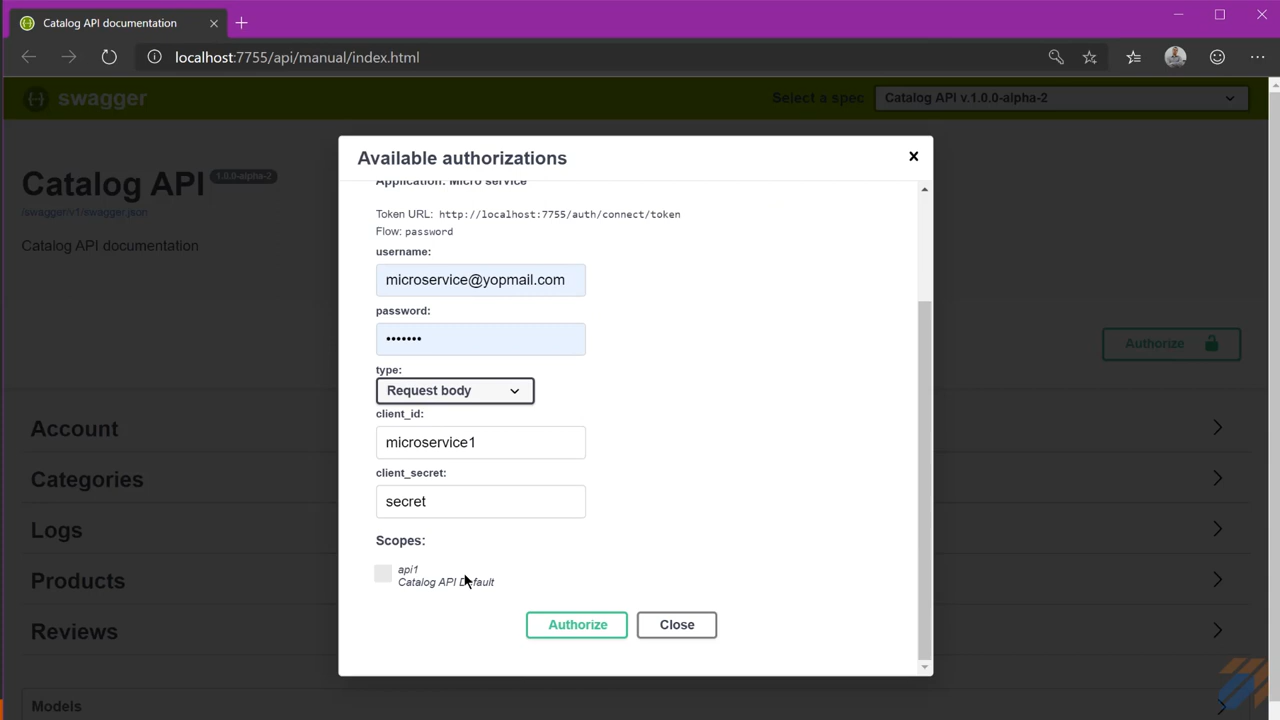 Catalog API documentation
localhost:7755/api/manual/index.html
swagger
Select a spec
Catalog API v.1.0.0-alpha-2
Available authorizations
Catalog API
1.0.0-alpha-2
/swagger/v1/swagger.json
Catalog API documentation
Application: Micro service
Token URL: http://localhost:7755/auth/connect/token
Flow: password
username:
microservice@yopmail.com
password:
•••••••
type:
Request body
client_id:
microservice1
client_secret:
secret
Scopes:
api1
Catalog API Default
Authorize
Close
Authorize
Account
Categories
Logs
Products
Reviews
Models